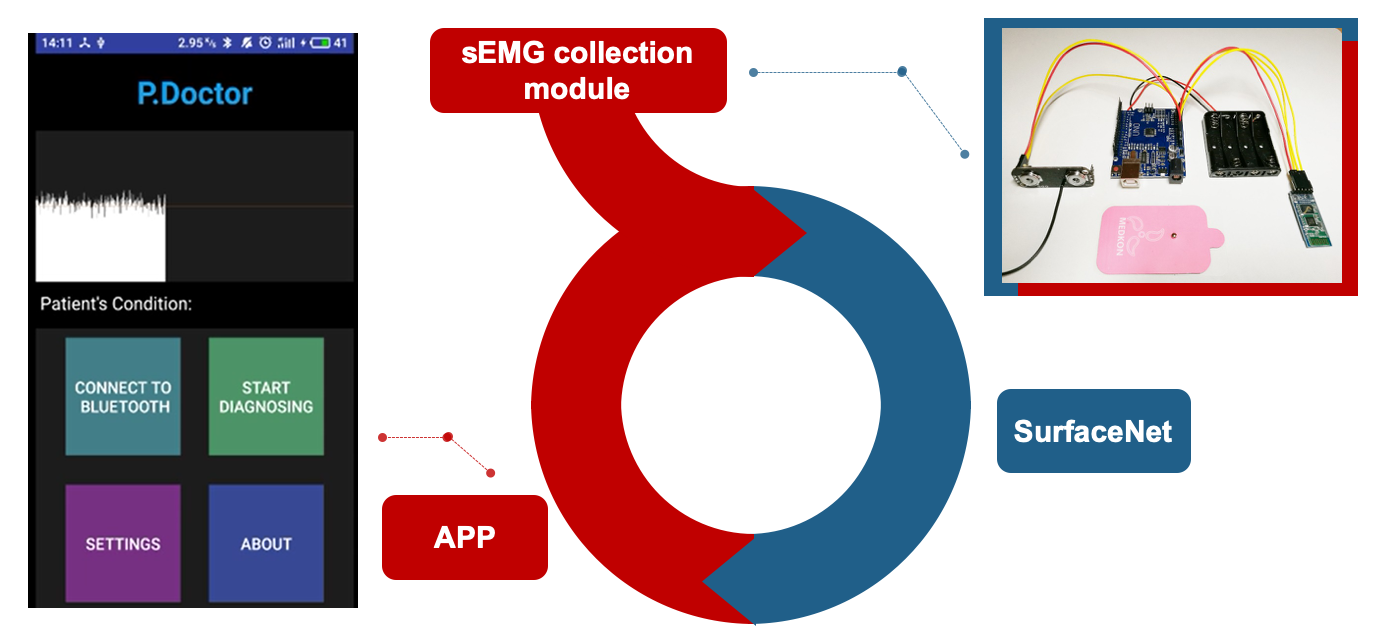 14:11
2.95 K/s
41
P.Doctor
Patient's Condition:
CONNECT TO
BLUETOOTH
START
DIAGNOSING
SETTINGS
ABOUT
sEMG collection
module
APP
SurfaceNet
UNO
MEDKON